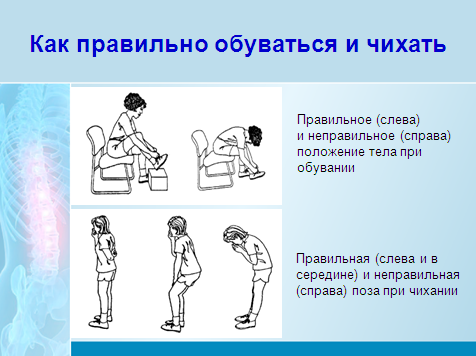 Как правильно обуваться и чихать
Правильное (слева)
и неправильное (справа)
положение тела при
обувании
Правильная (слева и в
середине) и неправильная
(справа) поза при чихании